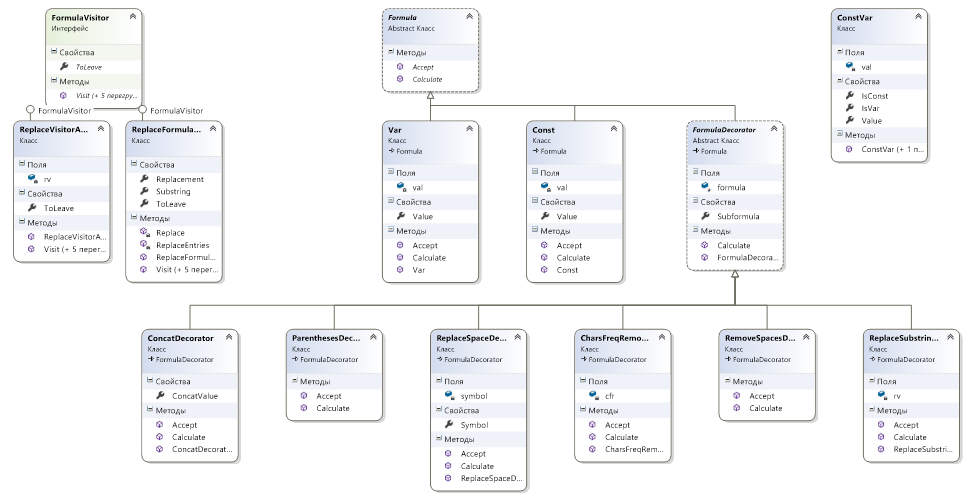 FormulaVisitor
Интерфейс
Свойства
ToLeave
Методы
Visit (+ 5 перегру...
FormulaVisitor
FormulaVisitor
ReplaceVisitorA...
Класс
Поля
rv
Свойства
ToLeave
Методы
ReplaceVisitorA...
Visit (+ 5 перег...
ReplaceFormula...
Класс
Свойства
Replacement
Substring
ToLeave
Методы
Replace
ReplaceEntries
ReplaceFormul...
Visit (+ 5 перег...
Formula
Abstract Класс
Методы
Accept
Calculate
Var
Класс
Formula
Поля
val
Свойства
Value
Методы
Accept
Calculate
Var
Const
Класс
Formula
Поля
val
Свойства
Value
Методы
Accept
Calculate
Const
FormulaDecorator
Abstract Класс
Formula
Поля
formula
Свойства
Subformula
Методы
Calculate
FormulaDecora...
ConstVar
Класс
Поля
val
Свойства
IsConst
IsVar
Value
Методы
ConstVar (+ 1 п...
ConcatDecorator
Класс
FormulaDecorator
Свойства
ConcatValue
Методы
Accept
Calculate
ConcatDecorat...
ParenthesesDec...
Класс
FormulaDecorator
Методы
Accept
Calculate
ReplaceSpaceDe...
Класс
FormulaDecorator
Поля
symbol
Свойства
Symbol
Методы
Accept
Calculate
ReplaceSpaceD...
CharsFreqRemo...
Класс
FormulaDecorator
Поля
cfr
Методы
Accept
Calculate
CharsFreqRem...
RemoveSpacesD...
Класс
FormulaDecorator
Методы
Accept
Calculate
ReplaceSubstrin...
Класс
FormulaDecorator
Поля
rv
Методы
Accept
Calculate
ReplaceSubstri...